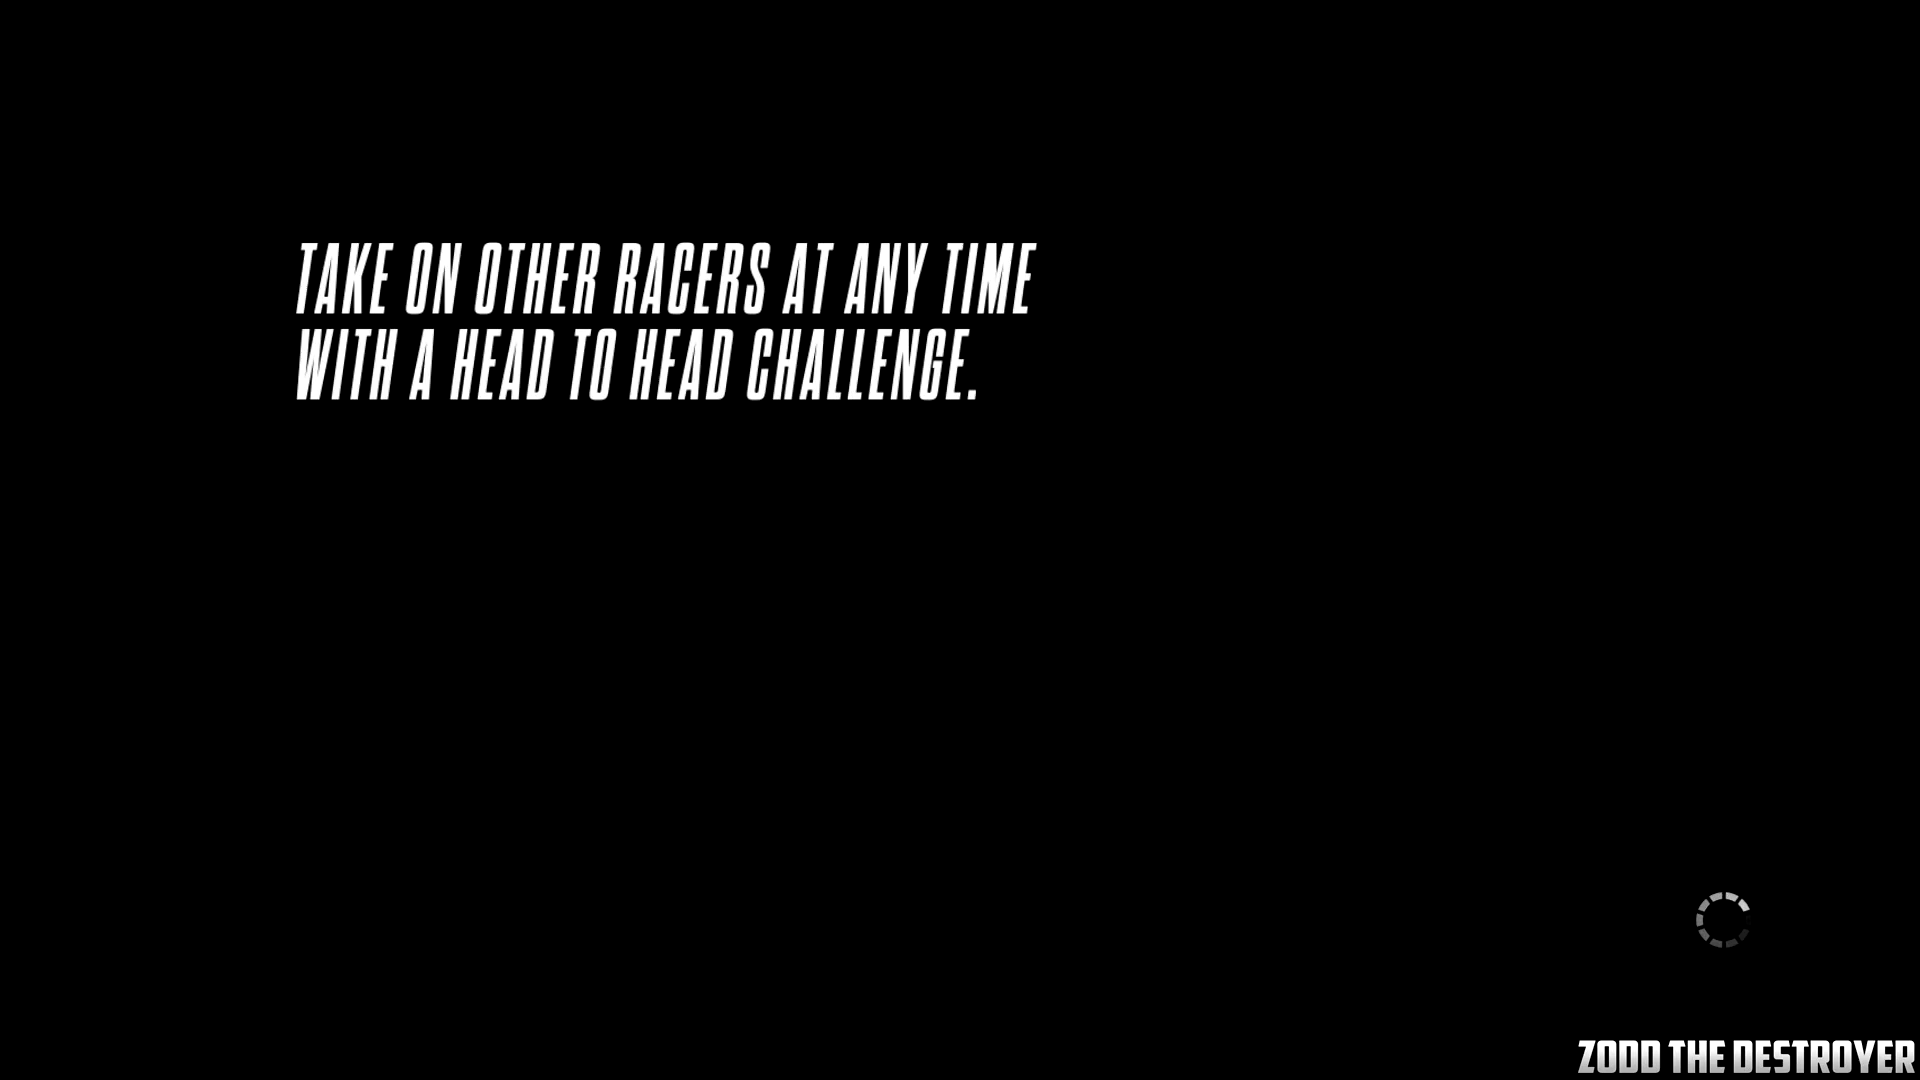 TAKE ON OTHER RACERS AT ANY TIME
WITH A HEAD TO HEAD CHALLENGE.
ZODD THE DESTROYER